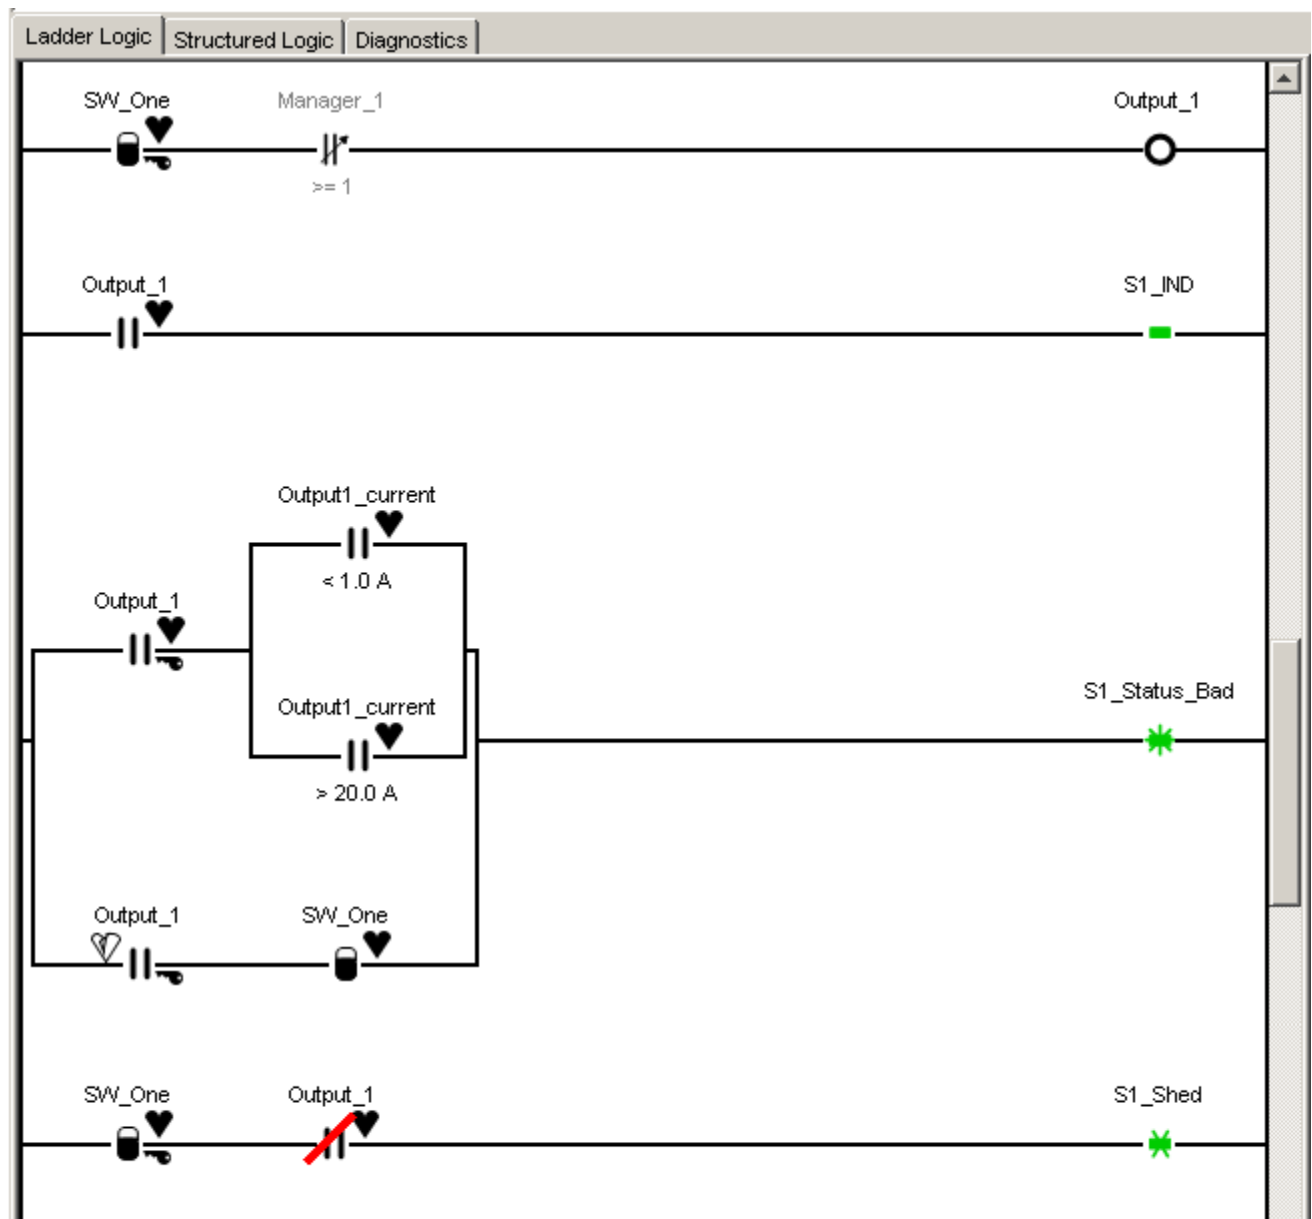 Ladder Logic Structured Logic Diagnostics
SW_One Manager_1 Output_1
>= 1
Output_1 S1_IND
Output1_current
< 1.0 A
Output_1
Output1_current
S1_Status_Bad
> 20.0 A
Output_1 SW_One
SW_One Output_1 S1_Shed